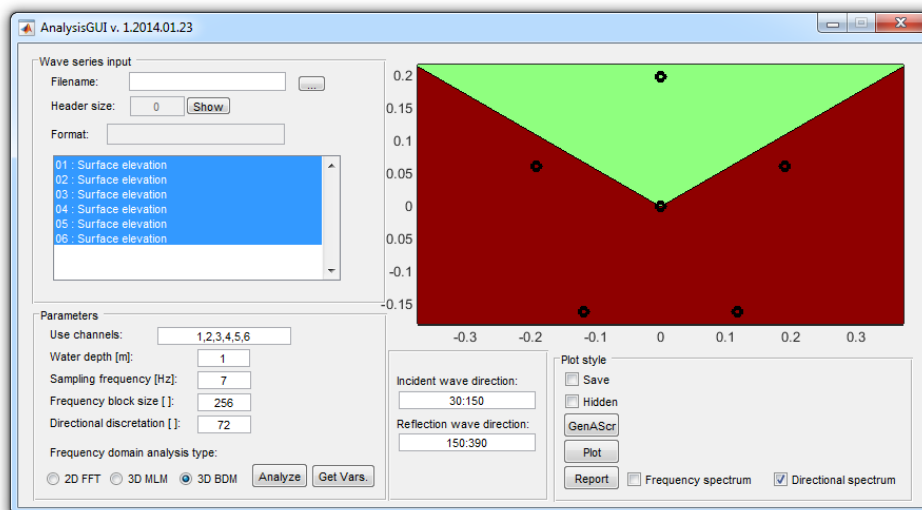 AnalysisGUI v. 1.2014.01.23
Wave series input
Filename:
...
Header size: 0 Show
Format:
01 : Surface elevation
02 : Surface elevation
03 : Surface elevation
04 : Surface elevation
05 : Surface elevation
06 : Surface elevation
0.2
0.15
0.1
0.05
0
0.05
-0.1
-0.15
-0.3 -0.2 -0.1 0 0.1 0.2 0.3
Parameters
Use channels: 1,2,3,4,5,6
Water depth [m]: 1
Sampling frequency [Hz]: 7
Frequency block size [ ]: 256
Directional discretation [ ]: 72
Frequency domain analysis type:
2D FFT 3D MLM 3D BDM Analyze Get Vars.
Incident wave direction:
30:150
Reflection wave direction:
150:390
Plot style
Save
Hidden
GenAScr
Plot
Report Frequency spectrum Directional spectrum